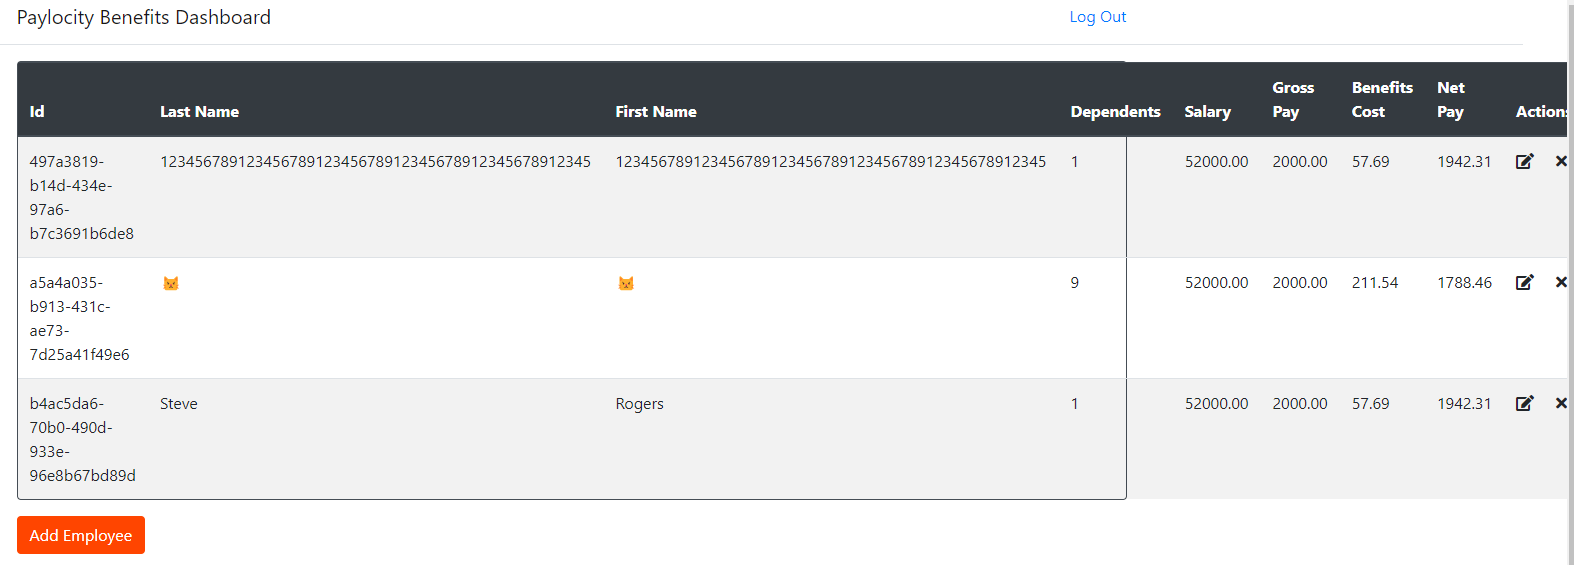 Paylocity Benefits Dashboard Log Out
Id Last Name First Name Dependents Salary Gross Pay Benefits Cost Net Pay Actions
497a3819- 12345678912345678912345678912345678912345678912345 12345678912345678912345678912345678912345678912345 1 52000.00 2000.00 57.69 1942.31
b14d-434e-
97a6-
b7c3691b6de8
a5a4a035- 😾 😾 9 52000.00 2000.00 211.54 1788.46
b913-431c-
ae73-
7d25a41f49e6
b4ac5da6- Steve Rogers 1 52000.00 2000.00 57.69 1942.31
70b0-490d-
933e-
96e8b67bd89d
Add Employee